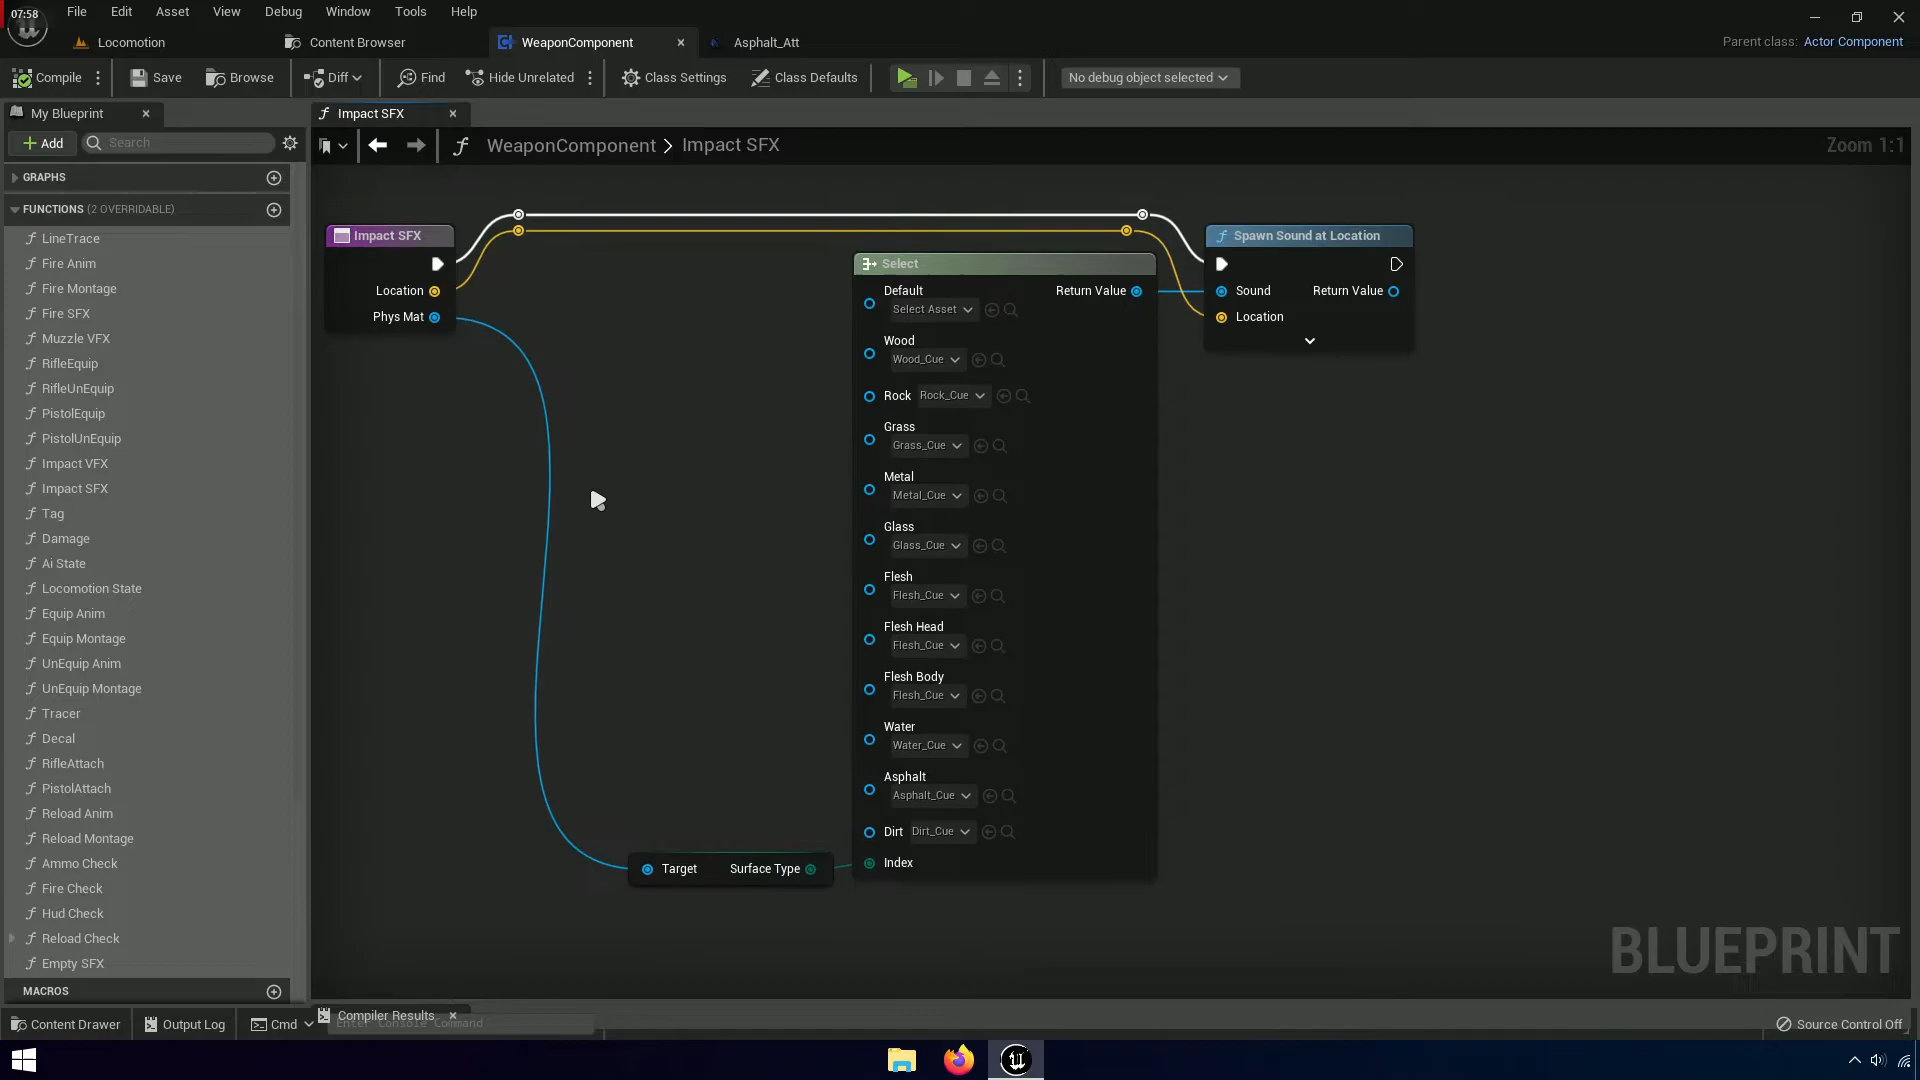 07:58
File Edit Asset View Debug Window Tools Help
Locomotion Content Browser WeaponComponent Asphalt_Att
Parent class: Actor Component
Compile Save Browse Diff Find Hide Unrelated Class Settings Class Defaults No debug object selected
My Blueprint
Impact SFX
Add Search
WeaponComponent > Impact SFX
Zoom 1:1
GRAPHS
FUNCTIONS (2 OVERRIDABLE)
LineTrace
Fire Anim
Fire Montage
Fire SFX
Muzzle VFX
RifleEquip
RifleUnEquip
PistolEquip
PistolUnEquip
Impact VFX
Impact SFX
Tag
Damage
Ai State
Locomotion State
Equip Anim
Equip Montage
UnEquip Anim
UnEquip Montage
Tracer
Decal
RifleAttach
PistolAttach
Reload Anim
Reload Montage
Ammo Check
Fire Check
Hud Check
Reload Check
Empty SFX
MACROS
Impact SFX
Location
Phys Mat
Select
Default
Select Asset
Return Value
Wood
Wood_Cue
Rock Rock_Cue
Grass
Grass_Cue
Metal
Metal_Cue
Glass
Glass_Cue
Flesh
Flesh_Cue
Flesh Head
Flesh_Cue
Flesh Body
Flesh_Cue
Water
Water_Cue
Asphalt
Asphalt_Cue
Dirt Dirt_Cue
Index
Target Surface Type
Spawn Sound at Location
Sound Return Value
Location
BLUEPRINT
Compiler Results
Content Drawer Output Log Cmd Enter Console Command
Source Control Off